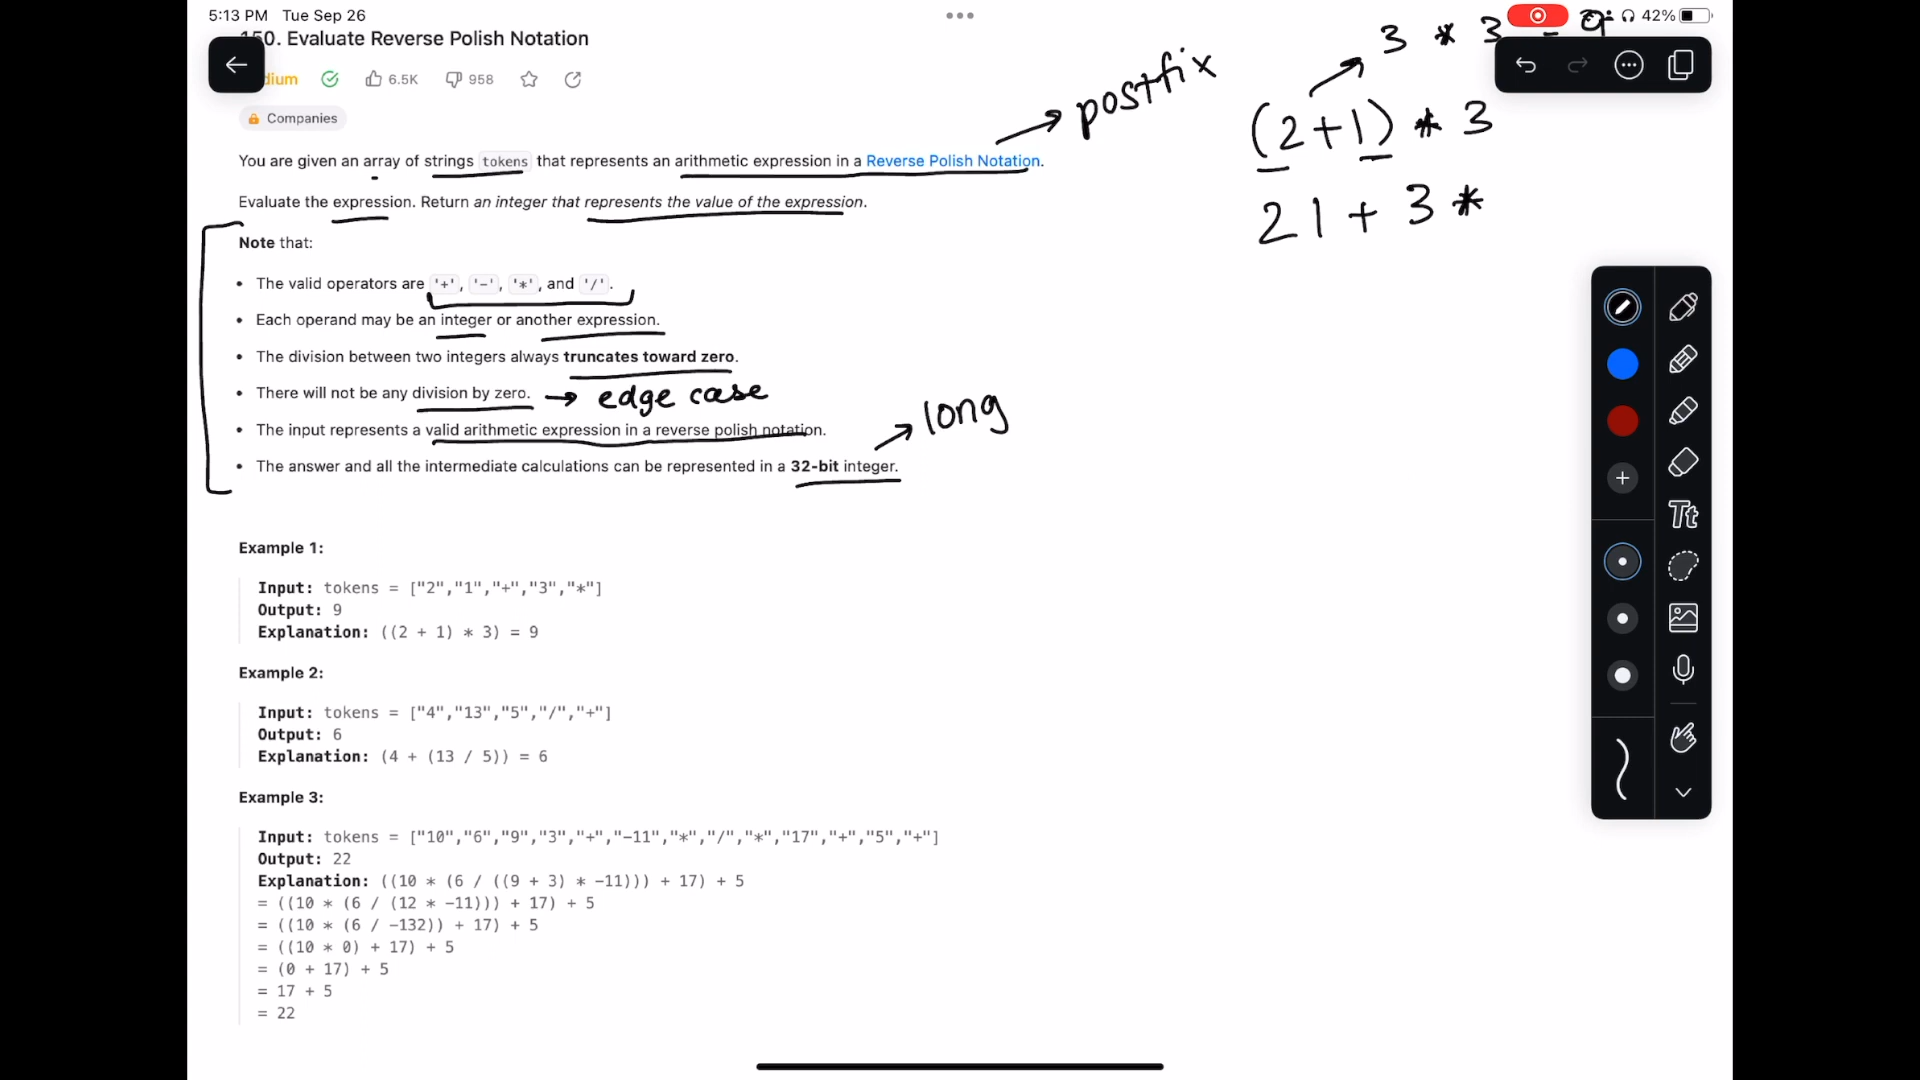 5:13 PM Tue Sep 26
42%
150. Evaluate Reverse Polish Notation
dium 6.5K 958
Companies
You are given an array of strings tokens that represents an arithmetic expression in a Reverse Polish Notation.
Evaluate the expression. Return an integer that represents the value of the expression.
Note that:
• The valid operators are '+', '-', '*', and '/'.
• Each operand may be an integer or another expression.
• The division between two integers always truncates toward zero.
• There will not be any division by zero. → edge case
• The input represents a valid arithmetic expression in a reverse polish notation.
• The answer and all the intermediate calculations can be represented in a 32-bit integer.
→ long
→ postfix
3 * 3 = 9
(2+1) * 3
2 1 + 3 *
Example 1:
Input: tokens = ["2","1","+","3","*"]
Output: 9
Explanation: ((2 + 1) * 3) = 9
Example 2:
Input: tokens = ["4","13","5","/","+"]
Output: 6
Explanation: (4 + (13 / 5)) = 6
Example 3:
Input: tokens = ["10","6","9","3","+","-11","*","/","*","17","+","5","+"]
Output: 22
Explanation: ((10 * (6 / ((9 + 3) * -11))) + 17) + 5
= ((10 * (6 / (12 * -11))) + 17) + 5
= ((10 * (6 / -132)) + 17) + 5
= ((10 * 0) + 17) + 5
= (0 + 17) + 5
= 17 + 5
= 22
Tt